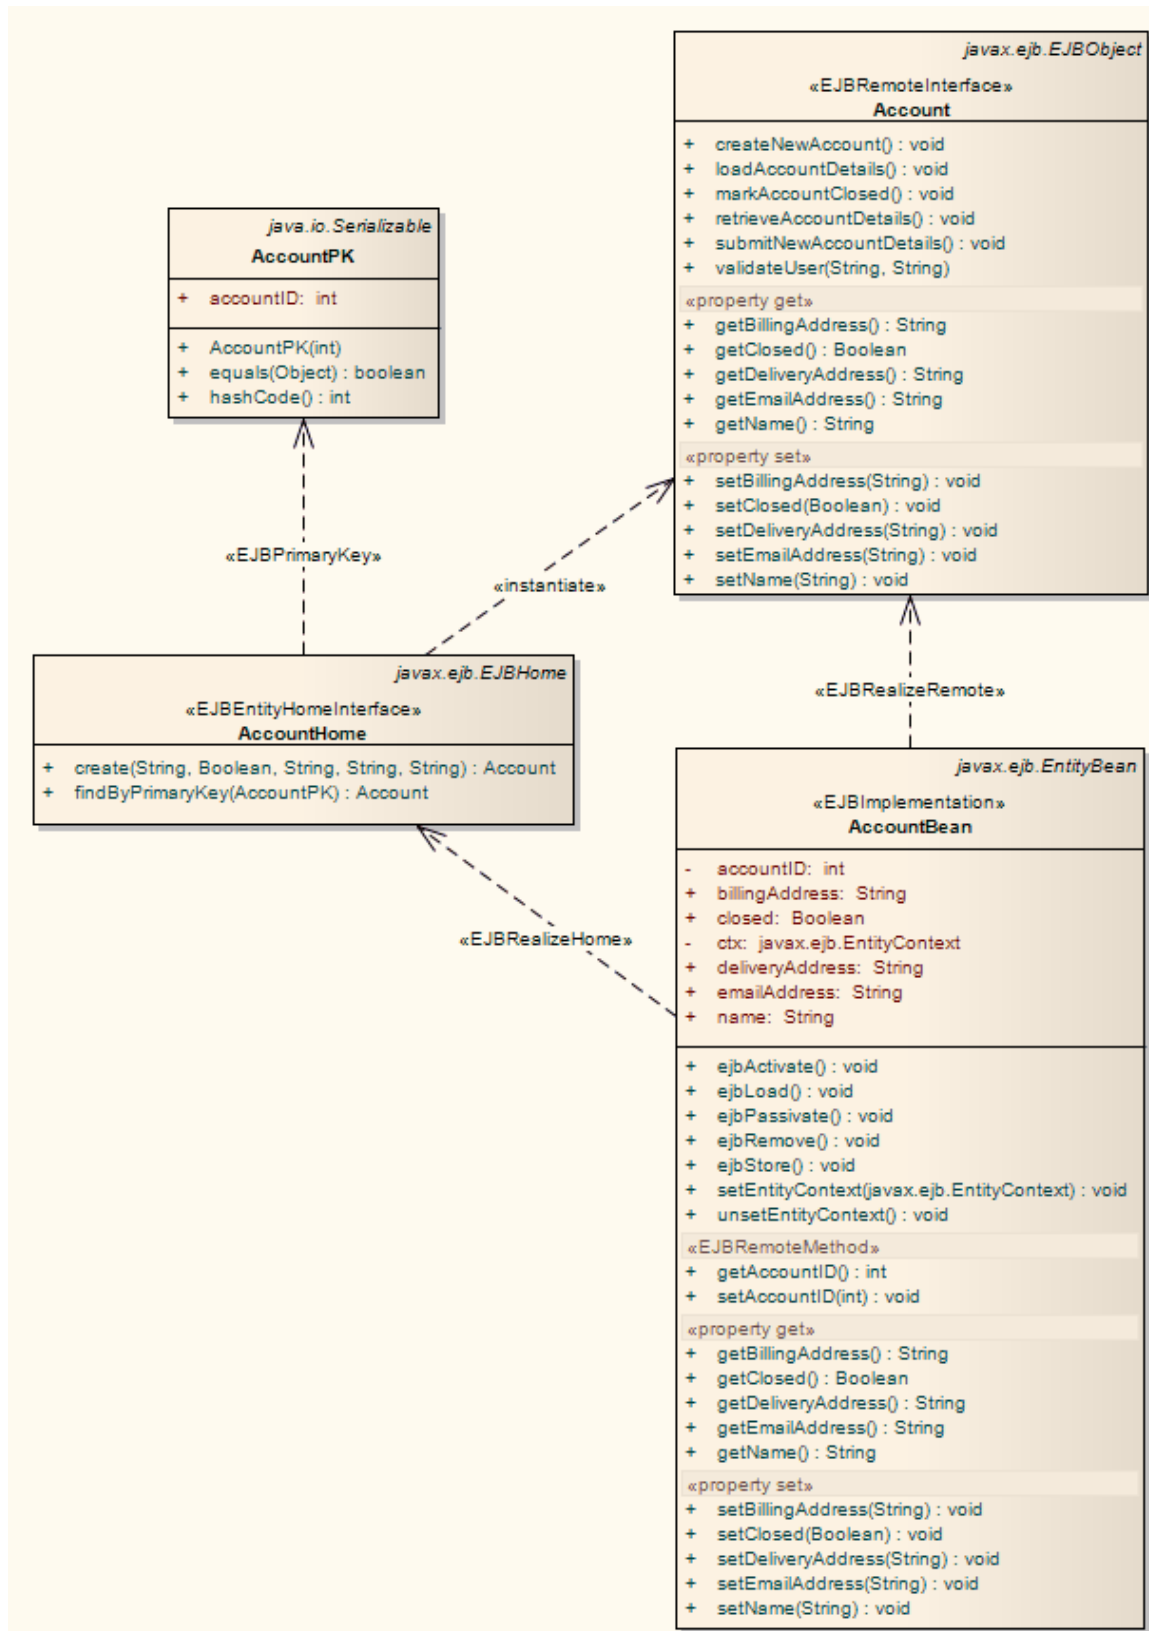 javax.ejb.EJBObject
«EJBRemoteInterface»
Account
+ createNewAccount() : void
+ loadAccountDetails() : void
+ markAccountClosed() : void
+ retrieveAccountDetails() : void
+ submitNewAccountDetails() : void
+ validateUser(String, String)
«property get»
+ getBillingAddress() : String
+ getClosed() : Boolean
+ getDeliveryAddress() : String
+ getEmailAddress() : String
+ getName() : String
«property set»
+ setBillingAddress(String) : void
+ setClosed(Boolean) : void
+ setDeliveryAddress(String) : void
+ setEmailAddress(String) : void
+ setName(String) : void
java.io.Serializable
AccountPK
+ accountID: int
+ AccountPK(int)
+ equals(Object) : boolean
+ hashCode() : int
«EJBPrimaryKey»
«instantiate»
javax.ejb.EJBHome
«EJBEntityHomeInterface»
AccountHome
+ create(String, Boolean, String, String, String) : Account
+ findByPrimaryKey(AccountPK) : Account
«EJBRealizeRemote»
«EJBRealizeHome»
javax.ejb.EntityBean
«EJBImplementation»
AccountBean
- accountID: int
+ billingAddress: String
+ closed: Boolean
- ctx: javax.ejb.EntityContext
+ deliveryAddress: String
+ emailAddress: String
+ name: String
+ ejbActivate() : void
+ ejbLoad() : void
+ ejbPassivate() : void
+ ejbRemove() : void
+ ejbStore() : void
+ setEntityContext(javax.ejb.EntityContext) : void
+ unsetEntityContext() : void
«EJBRemoteMethod»
+ getAccountID() : int
+ setAccountID(int) : void
«property get»
+ getBillingAddress() : String
+ getClosed() : Boolean
+ getDeliveryAddress() : String
+ getEmailAddress() : String
+ getName() : String
«property set»
+ setBillingAddress(String) : void
+ setClosed(Boolean) : void
+ setDeliveryAddress(String) : void
+ setEmailAddress(String) : void
+ setName(String) : void